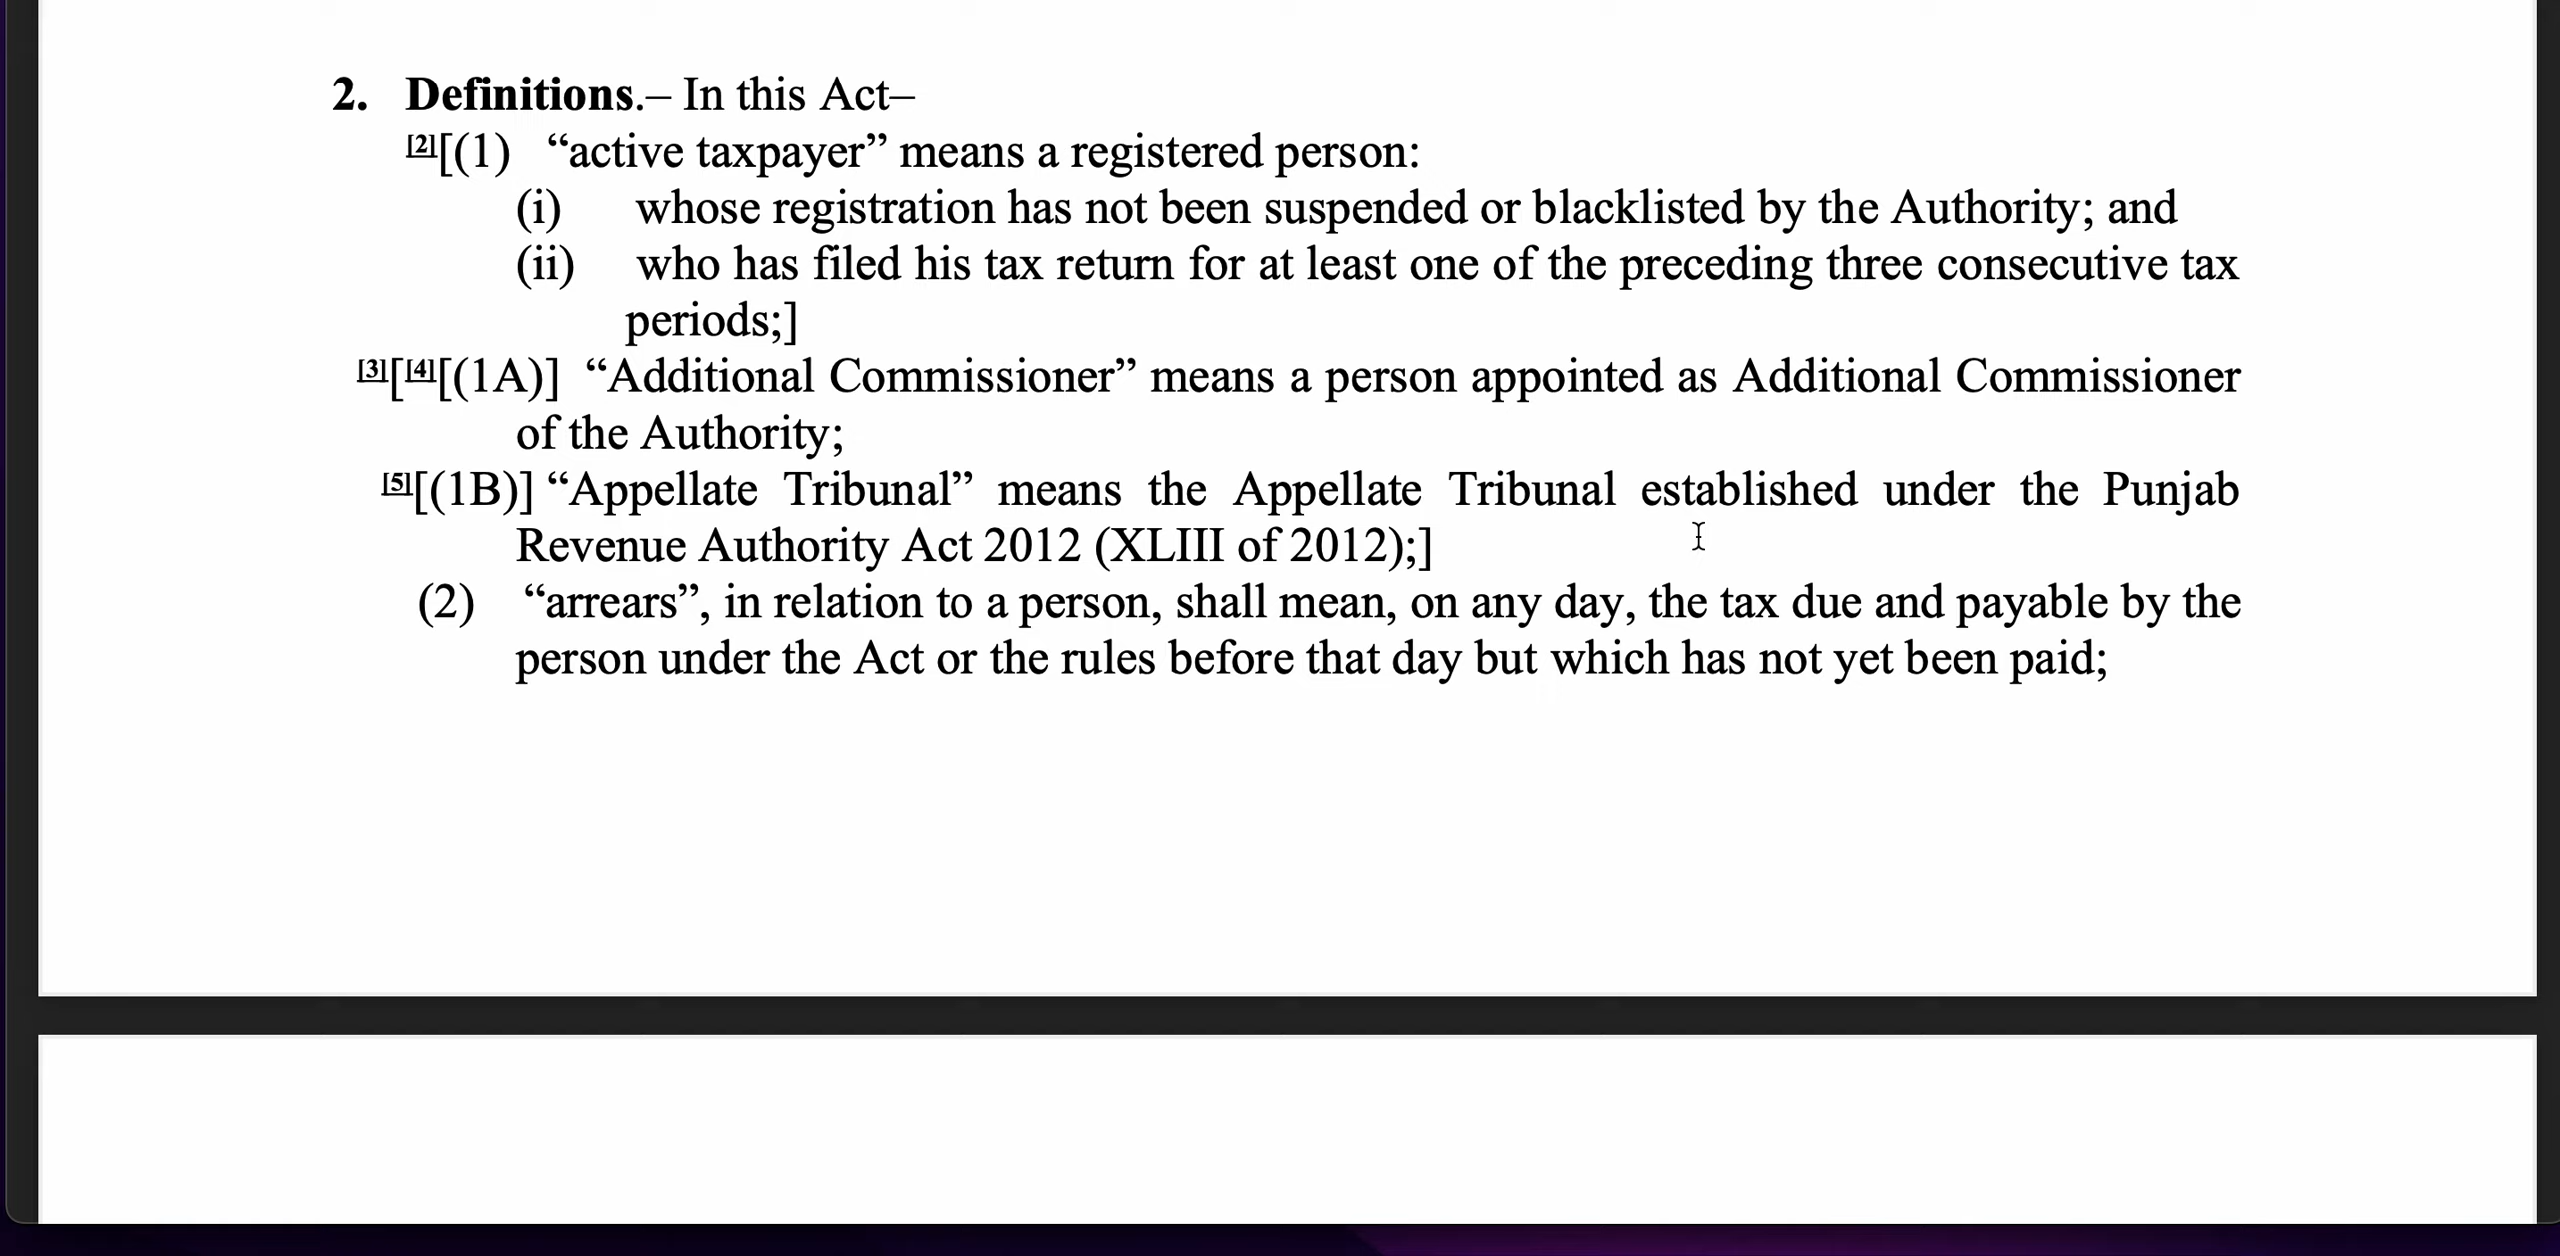 2. Definitions.– In this Act–
[2][(1) “active taxpayer” means a registered person:
(i) whose registration has not been suspended or blacklisted by the Authority; and
(ii) who has filed his tax return for at least one of the preceding three consecutive tax
periods;]
[3][[4][(1A)] “Additional Commissioner” means a person appointed as Additional Commissioner
of the Authority;
[5][(1B)] “Appellate Tribunal” means the Appellate Tribunal established under the Punjab
Revenue Authority Act 2012 (XLIII of 2012);]
(2) “arrears”, in relation to a person, shall mean, on any day, the tax due and payable by the
person under the Act or the rules before that day but which has not yet been paid;